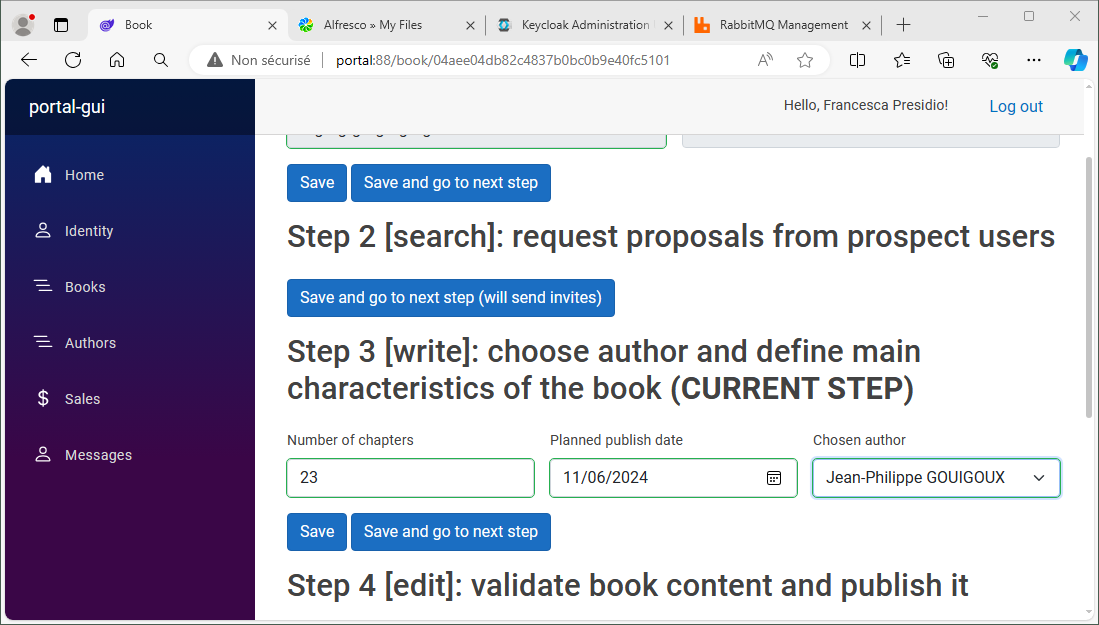 Book
Alfresco » My Files
Keycloak Administration
RabbitMQ Management
Non sécurisé
portal:88/book/04aee04db82c4837b0bc0b9e40fc5101
portal-gui
Hello, Francesca Presidio!
Log out
Home
Identity
Books
Authors
$ Sales
Messages
Save
Save and go to next step
Step 2 [search]: request proposals from prospect users
Save and go to next step (will send invites)
Step 3 [write]: choose author and define main
characteristics of the book (CURRENT STEP)
Number of chapters
Planned publish date
Chosen author
23
11/06/2024
Jean-Philippe GOUIGOUX
Save
Save and go to next step
Step 4 [edit]: validate book content and publish it